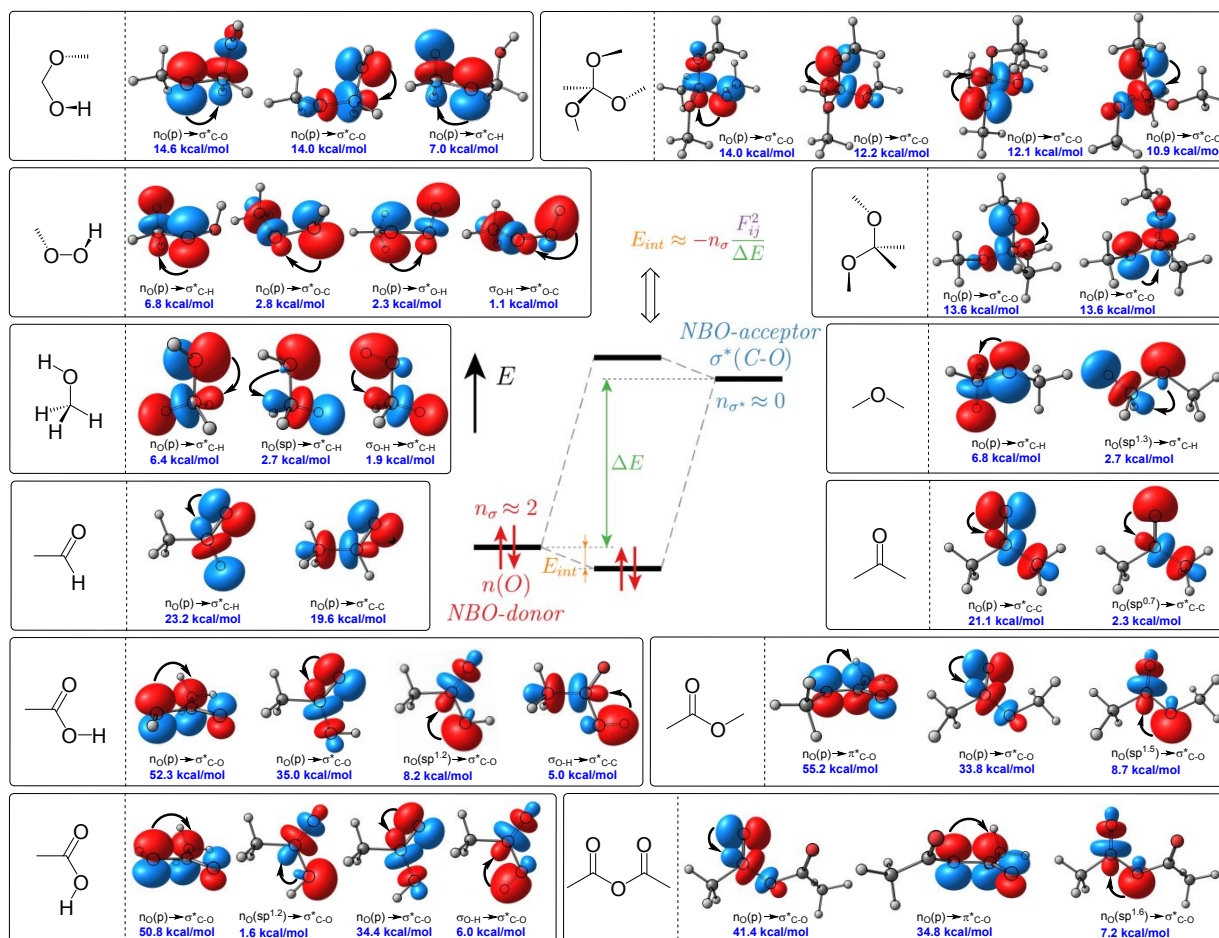 O
O-H
nO(p)→σ*C-O
14.6 kcal/mol
nO(p)→σ*C-O
14.0 kcal/mol
nO(p)→σ*C-H
7.0 kcal/mol
O
O
O
nO(p)→σ*C-O
14.0 kcal/mol
nO(p)→σ*C-O
12.2 kcal/mol
nO(p)→σ*C-O
12.1 kcal/mol
nO(p)→σ*C-O
10.9 kcal/mol
H
O-O
nO(p)→σ*C-H
6.8 kcal/mol
nO(p)→σ*O-C
2.8 kcal/mol
nO(p)→σ*O-H
2.3 kcal/mol
σO-H→σ*O-C
1.1 kcal/mol
E_int ≈ -n_σ F²_ij / ΔE
O
O
nO(p)→σ*C-O
13.6 kcal/mol
nO(p)→σ*C-O
13.6 kcal/mol
H
O
H H
H
nO(p)→σ*C-H
6.4 kcal/mol
nO(sp)→σ*C-H
2.7 kcal/mol
σO-H→σ*C-H
1.9 kcal/mol
E
NBO-acceptor
σ*(C-O)
n_σ* ≈ 0
ΔE
n_σ ≈ 2
E_int
n(O)
NBO-donor
O
nO(p)→σ*C-H
6.8 kcal/mol
nO(sp1.3)→σ*C-H
2.7 kcal/mol
O
H
nO(p)→σ*C-H
23.2 kcal/mol
nO(p)→σ*C-C
19.6 kcal/mol
O
nO(p)→σ*C-C
21.1 kcal/mol
nO(sp0.7)→σ*C-C
2.3 kcal/mol
O
O-H
nO(p)→σ*C-O
52.3 kcal/mol
nO(p)→σ*C-O
35.0 kcal/mol
nO(sp1.2)→σ*C-O
8.2 kcal/mol
σO-H→σ*C-C
5.0 kcal/mol
O
O
nO(p)→π*C-O
55.2 kcal/mol
nO(p)→σ*C-O
33.8 kcal/mol
nO(sp1.5)→σ*C-O
8.7 kcal/mol
O
O
H
nO(p)→σ*C-O
50.8 kcal/mol
nO(sp1.2)→σ*C-O
1.6 kcal/mol
nO(p)→σ*C-O
34.4 kcal/mol
σO-H→σ*C-O
6.0 kcal/mol
O O
O
nO(p)→σ*C-O
41.4 kcal/mol
nO(p)→π*C-O
34.8 kcal/mol
nO(sp1.6)→σ*C-O
7.2 kcal/mol